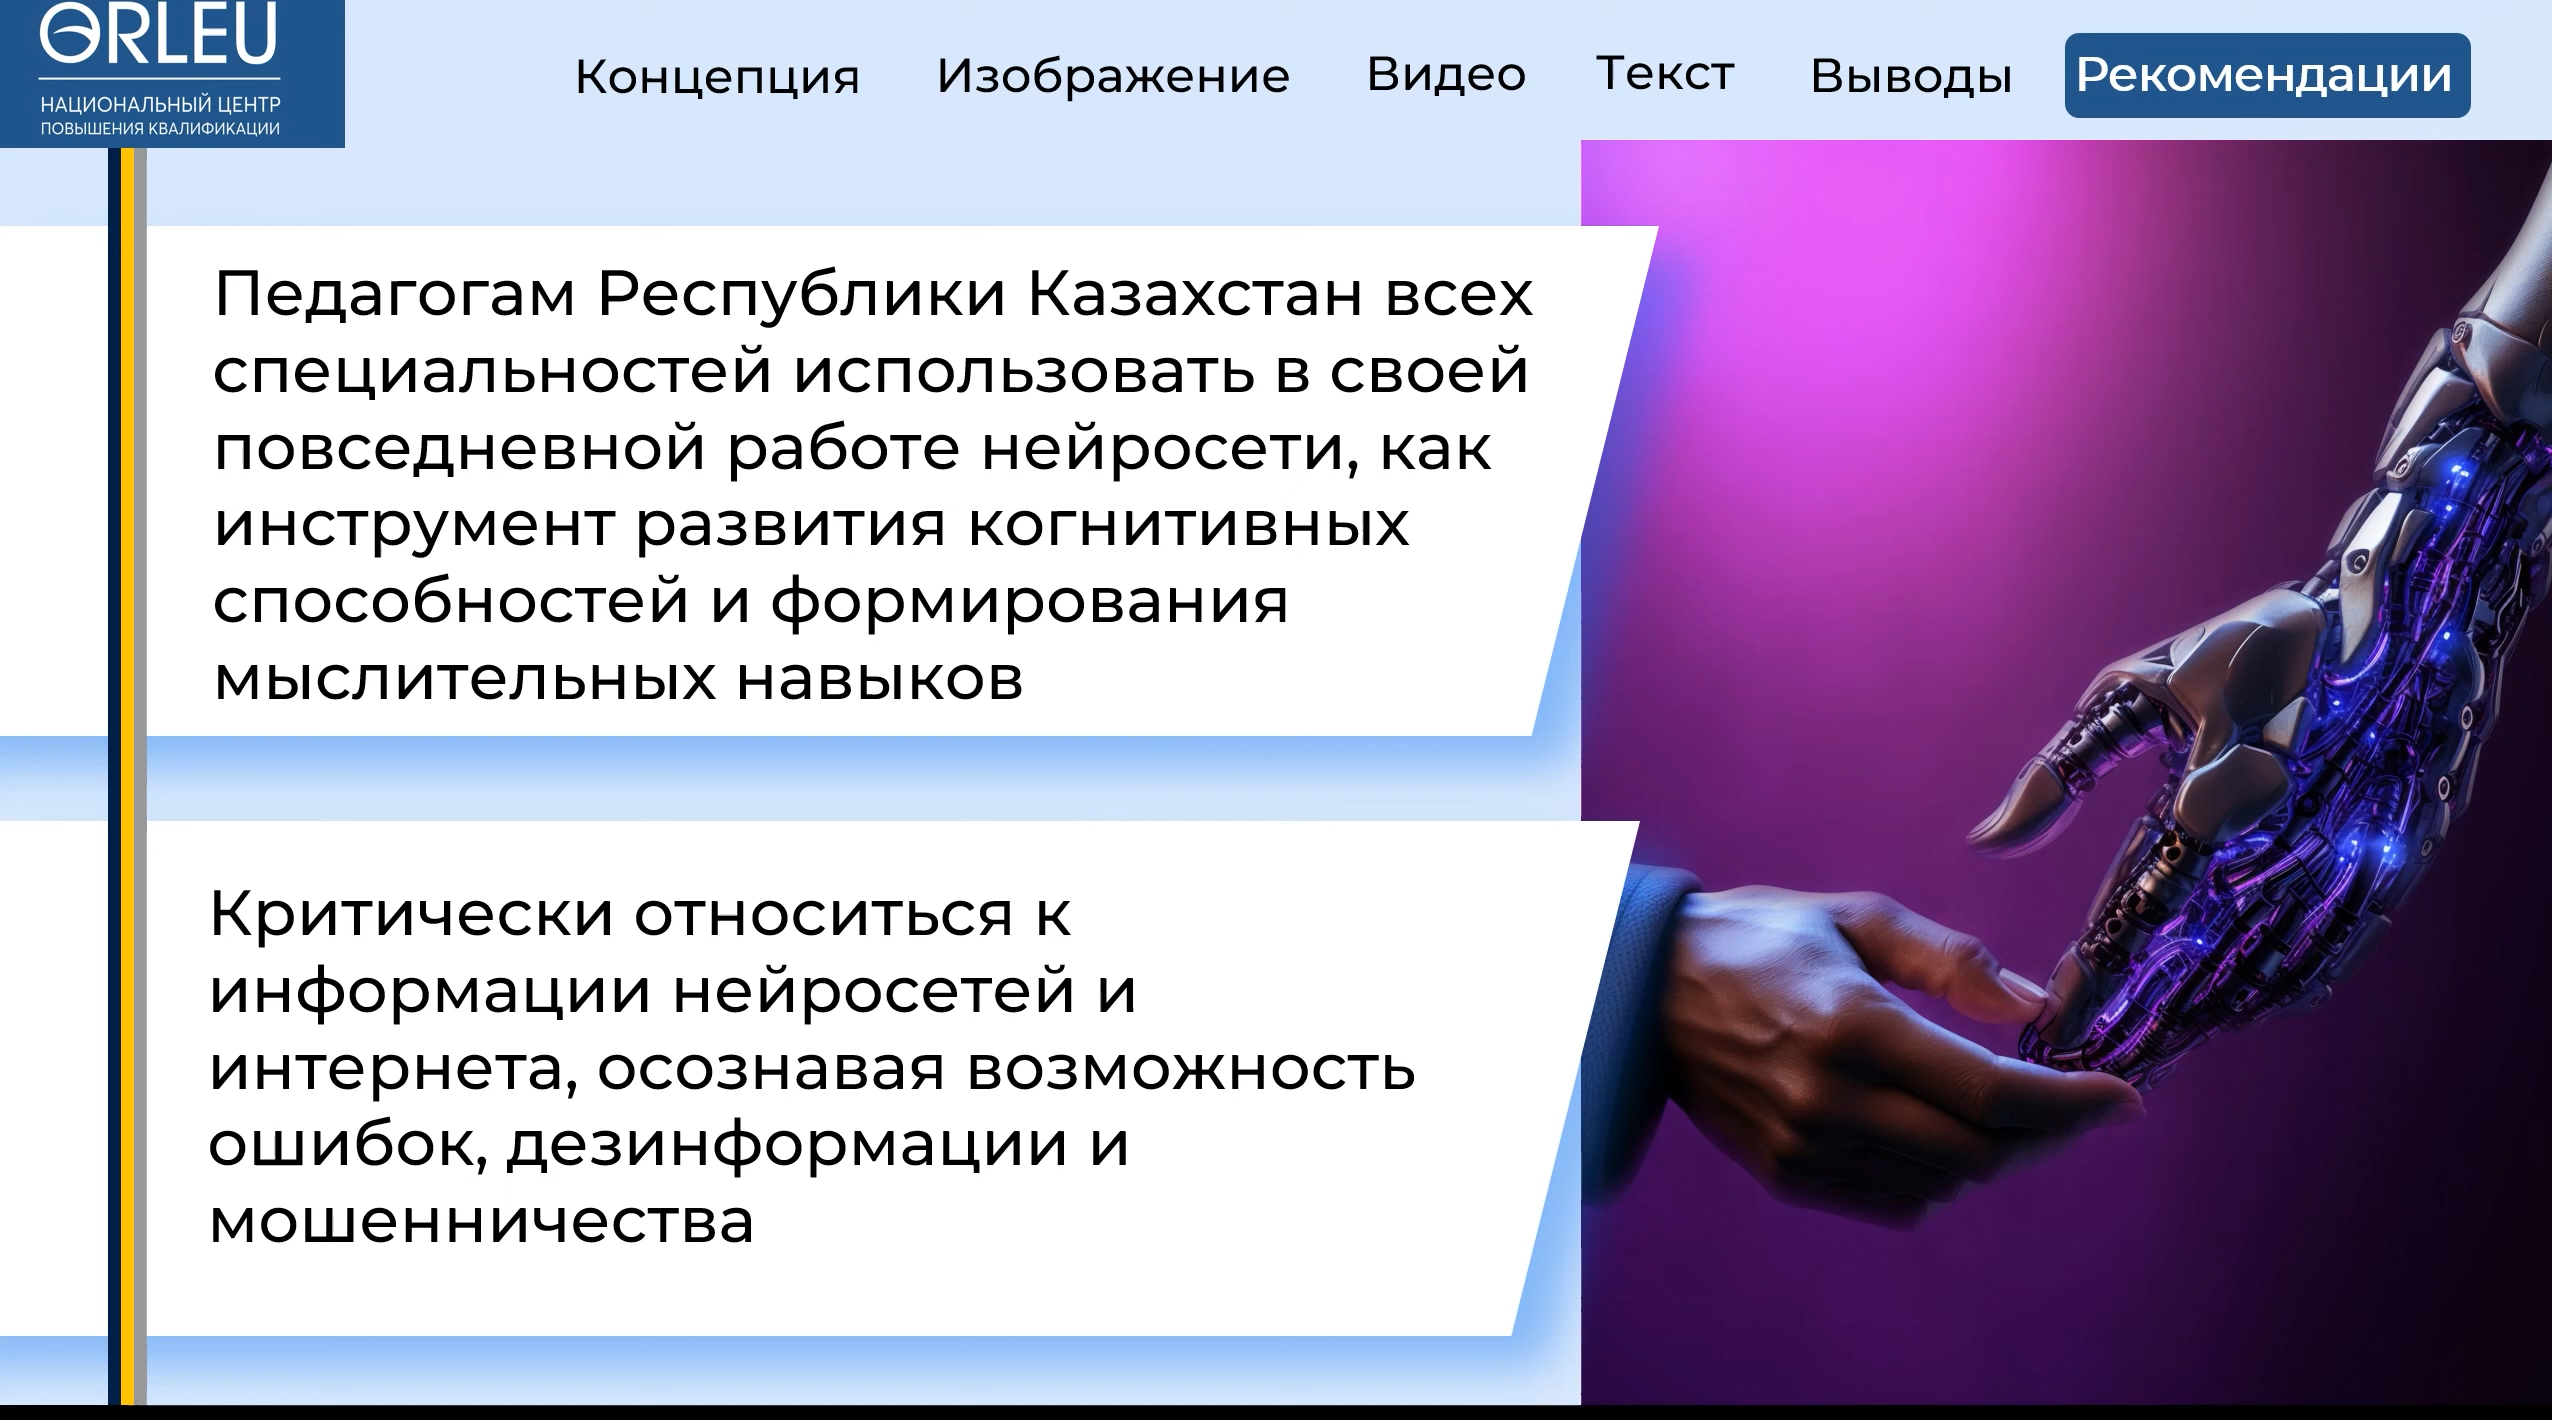 ӨRLEU
НАЦИОНАЛЬНЫЙ ЦЕНТР
ПОВЫШЕНИЯ КВАЛИФИКАЦИИ
Концепция Изображение Видео Текст Выводы Рекомендации
Педагогам Республики Казахстан всех
специальностей использовать в своей
повседневной работе нейросети, как
инструмент развития когнитивных
способностей и формирования
мыслительных навыков
Критически относиться к
информации нейросетей и
интернета, осознавая возможность
ошибок, дезинформации и
мошенничества